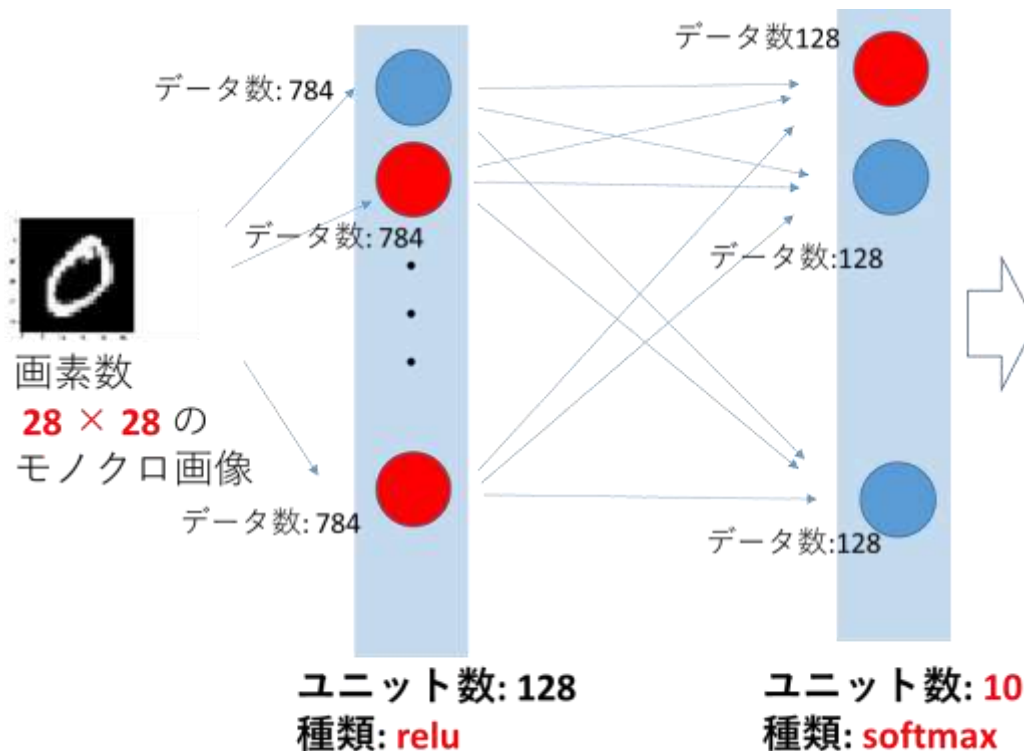 データ数: 784
データ数: 784
画素数
28 × 28 の
モノクロ画像
データ数: 784
ユニット数: 128
種類: relu
データ数128
データ数:128
データ数:128
ユニット数: 10
種類: softmax